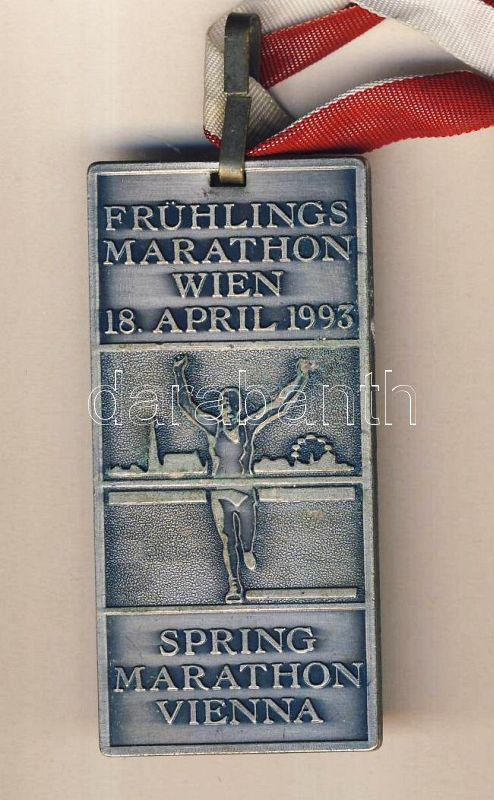 FRÜHLINGS
MARATHON
WIEN
18. APRIL 1993
darabanth
SPRING
MARATHON
VIENNA